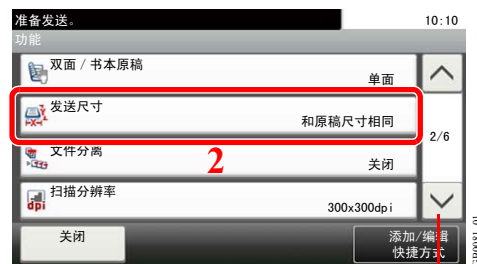 准备发送。 10:10
功能
双面 / 书本原稿
单面
发送尺寸
和原稿尺寸相同
2/6
文件分离
2
关闭
扫描分辨率
dpi
300x300dpi
关闭
添加/编辑
快捷方式